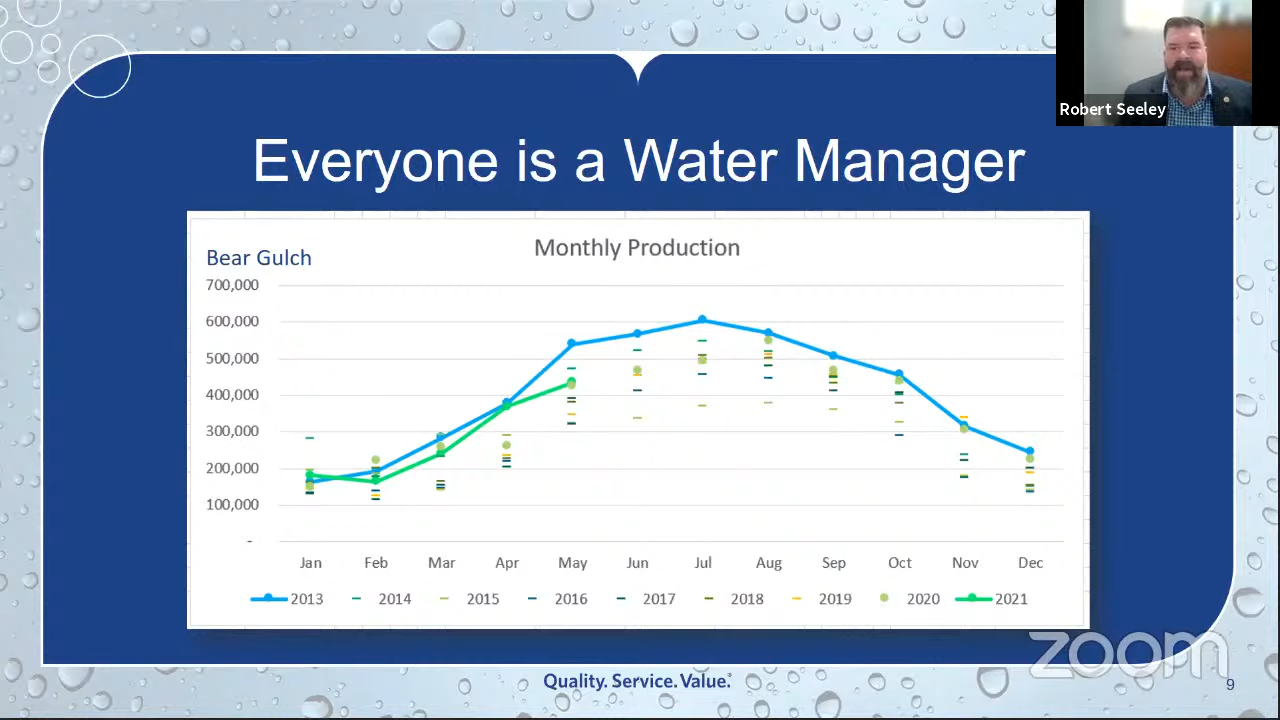 Robert Seeley
Everyone is a Water Manager
Bear Gulch
Monthly Production
700,000
600,000
500,000
400,000
300,000
200,000
100,000
-
Jan Feb Mar Apr May Jun Jul Aug Sep Oct Nov Dec
2013 2014 2015 2016 2017 2018 2019 2020 2021
zoom
Quality. Service. Value.
9